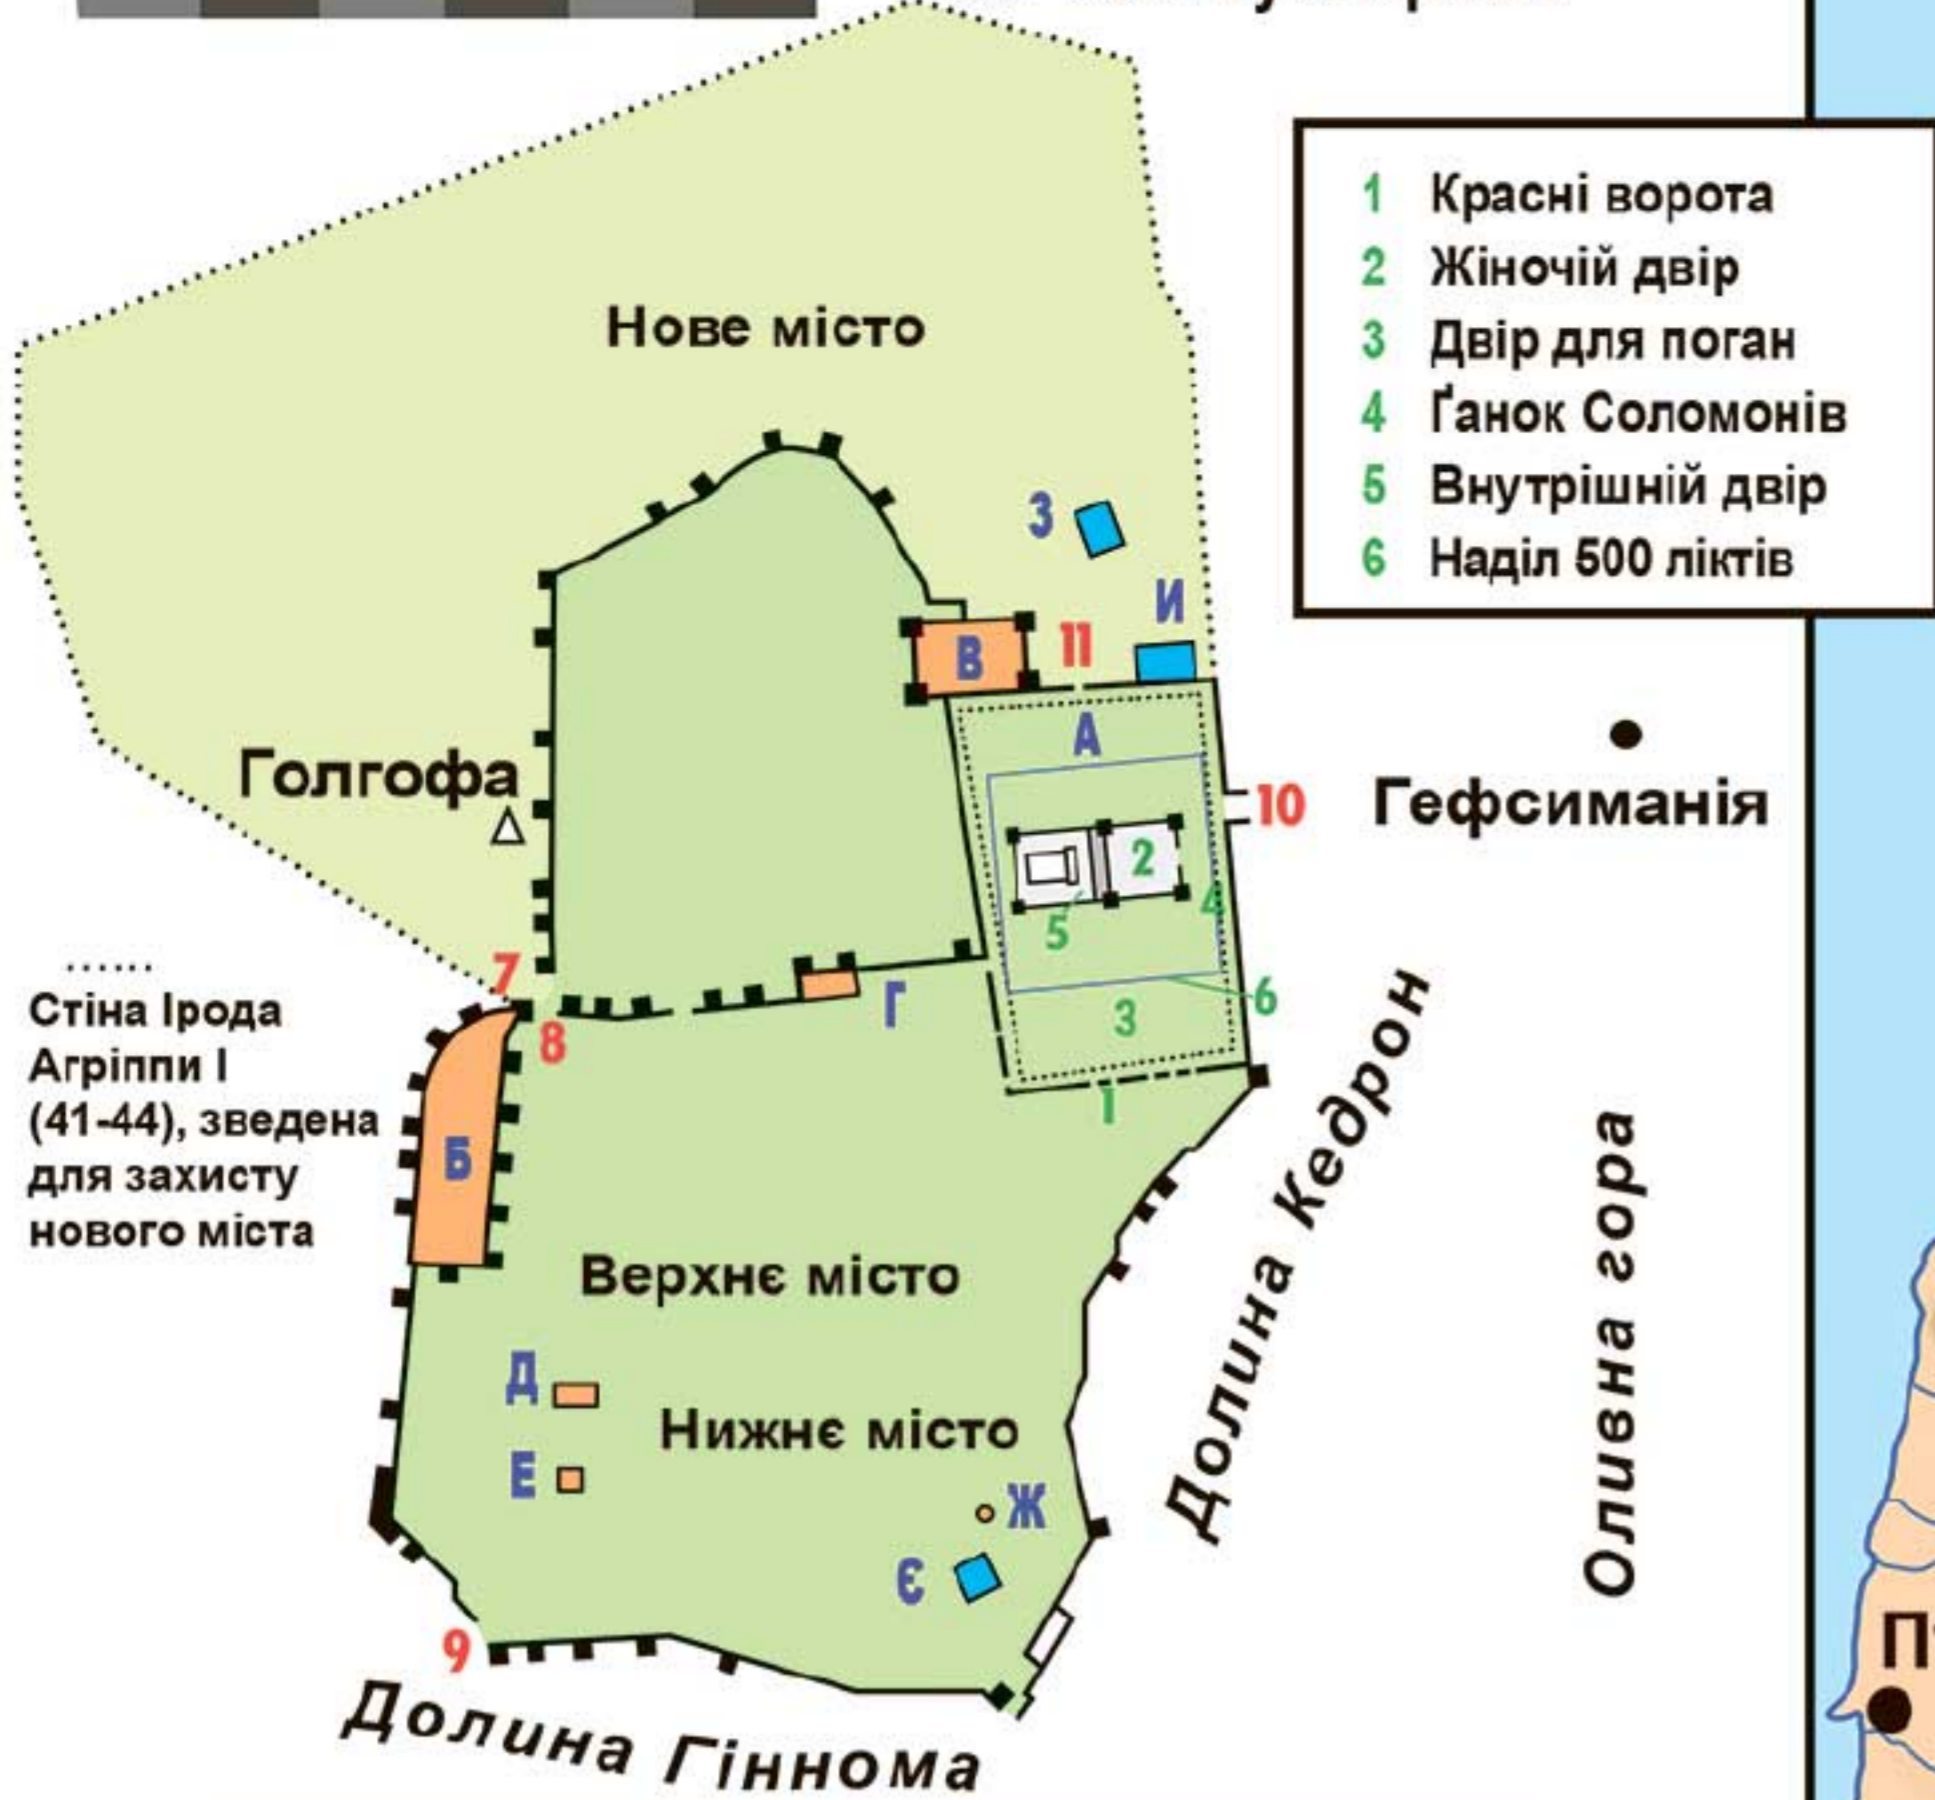 1 Красні ворота
2 Жіночій двір
3 Двір для поган
4 Ґанок Соломонів
5 Внутрішній двір
6 Наділ 500 ліктів
Нове місто
З
И
В
11
А
Голгофа
10
Гефсиманія
2
4
5
7
Стіна Ірода
Агріппи І
(41-44), зведена
для захисту
нового міста
8
Г
6
3
1
Б
Долина Кедрон
Оливна гора
Верхнє місто
Д
Нижнє місто
Е
Ж
Є
9
Долина Гіннома